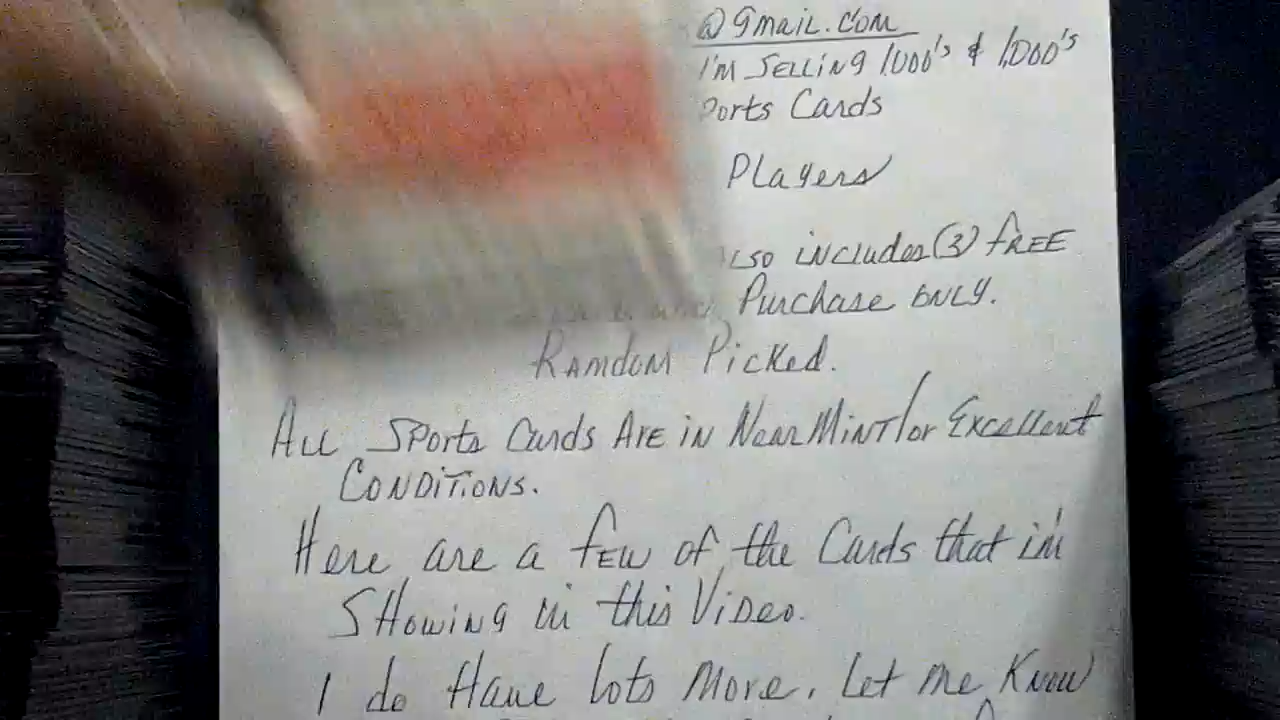 @gmail.com
I'm Selling 1,000's & 1,000's
ports Cards
Players
lso includes (3) FREE
Purchase ONLY.
Ramdom Picked.
All Sports Cards Are in Near Mint/or Excellent
Conditions.
Here are a few of the Cards that i'm
Showing in this Video.
I do Have lots More. Let me Know